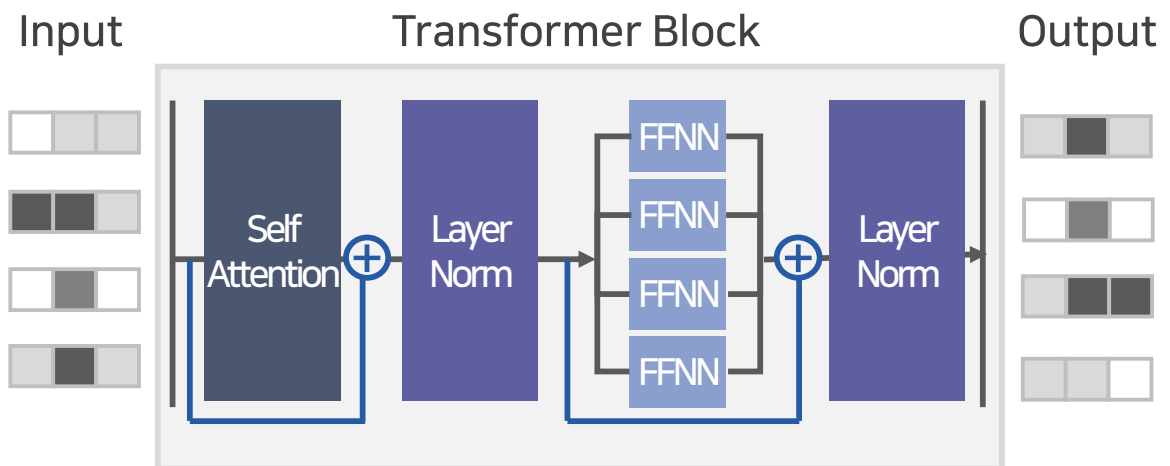 Input
Transformer Block
Output
Self
Attention
Layer
Norm
FFNN
FFNN
FFNN
FFNN
Layer
Norm